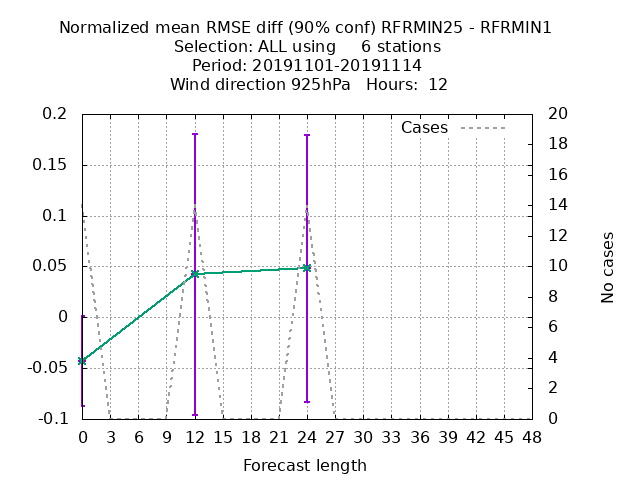 Normalized mean RMSE diff (90% conf) RFRMIN25 - RFRMIN1
Selection: ALL using     6 stations
Period: 20191101-20191114
Wind direction 925hPa   Hours:  12
Cases
0.2
0.15
0.1
0.05
0
-0.05
-0.1
20
18
16
14
12
10
8
6
4
2
0
No cases
0 3 6 9 12 15 18 21 24 27 30 33 36 39 42 45 48
Forecast length